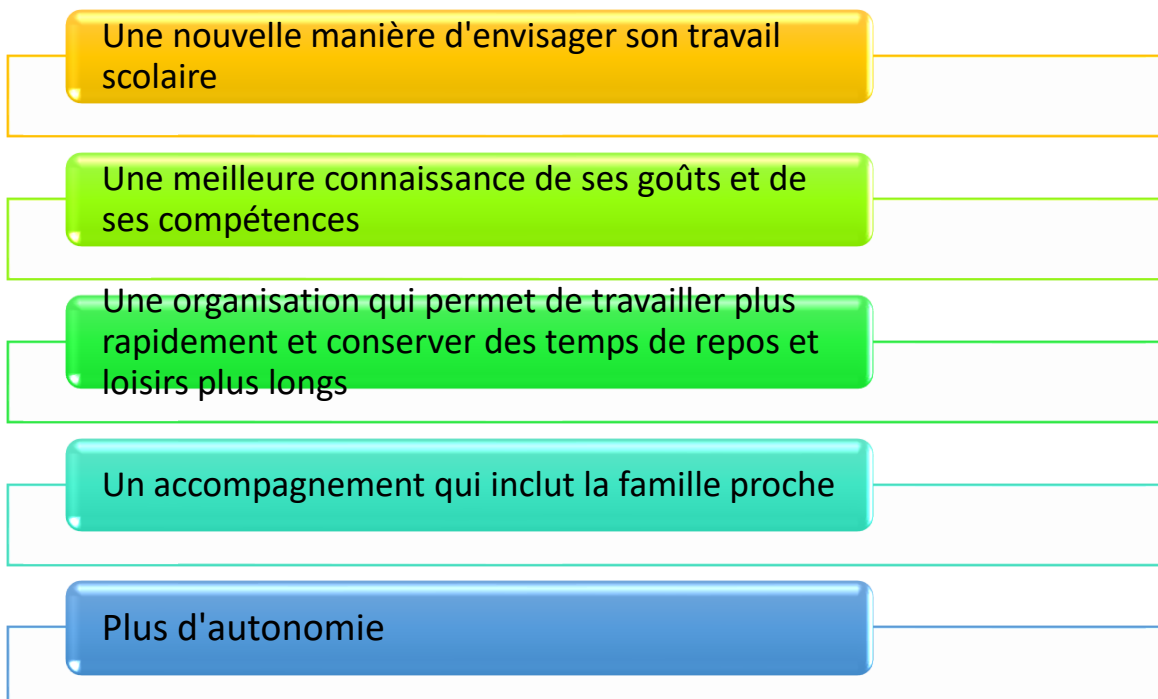 Une nouvelle manière d'envisager son travail
scolaire
Une meilleure connaissance de ses goûts et de
ses compétences
Une organisation qui permet de travailler plus
rapidement et conserver des temps de repos et
loisirs plus longs
Un accompagnement qui inclut la famille proche
Plus d'autonomie